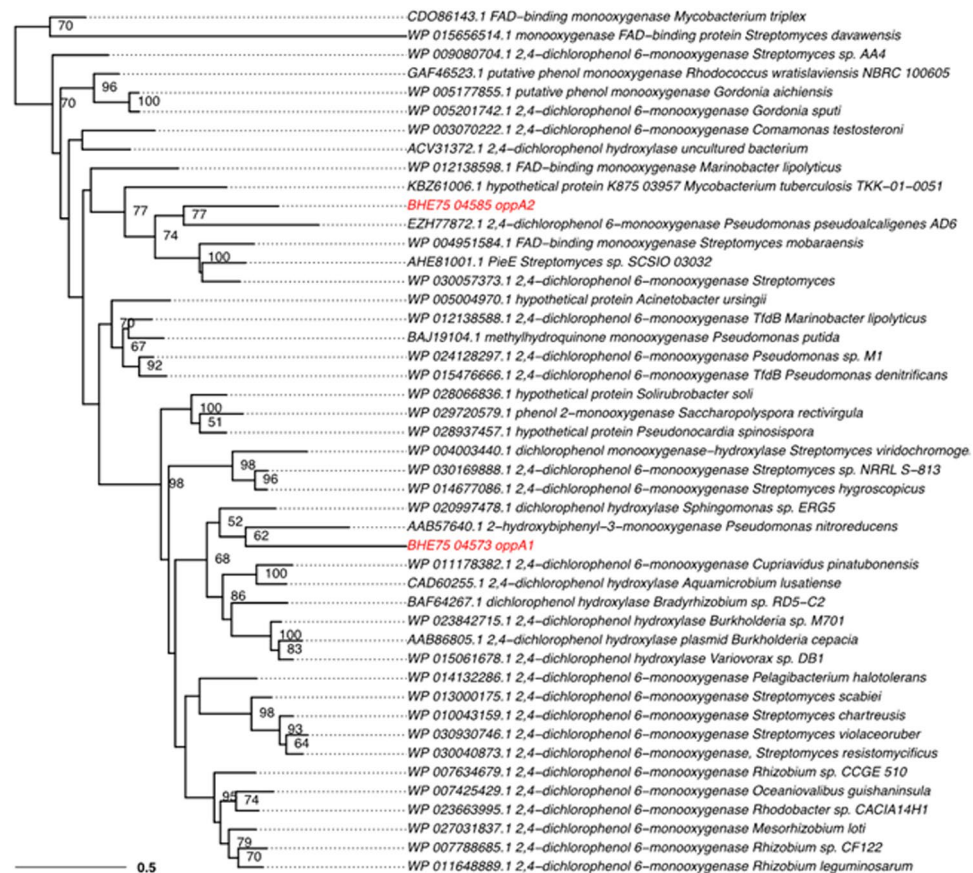 CDO86143.1 FAD-binding monooxygenase Mycobacterium triplex
70
WP 015656514.1 monooxygenase FAD-binding protein Streptomyces davawensis
WP 009080704.1 2,4-dichlorophenol 6-monooxygenase Streptomyces sp. AA4
GAF46523.1 putative phenol monooxygenase Rhodococcus wratislaviensis NBRC 100605
96
WP 005177855.1 putative phenol monooxygenase Gordonia aichiensis
70
100
WP 005201742.1 2,4-dichlorophenol 6-monooxygenase Gordonia sputi
WP 003070222.1 2,4-dichlorophenol 6-monooxygenase Comamonas testosteroni
ACV31372.1 2,4-dichlorophenol hydroxylase uncultured bacterium
WP 012138598.1 FAD-binding monooxygenase Marinobacter lipolyticus
KBZ61006.1 hypothetical protein K875 03957 Mycobacterium tuberculosis TKK-01-0051
BHE75 04585 oppA2
77
77
EZH77872.1 2,4-dichlorophenol 6-monooxygenase Pseudomonas pseudoalcaligenes AD6
74
WP 004951584.1 FAD-binding monooxygenase Streptomyces mobaraensis
100
AHE81001.1 PieE Streptomyces sp. SCSIO 03032
WP 030057373.1 2,4-dichlorophenol 6-monooxygenase Streptomyces
WP 005004970.1 hypothetical protein Acinetobacter ursingii
70
WP 012138588.1 2,4-dichlorophenol 6-monooxygenase TfdB Marinobacter lipolyticus
BAJ19104.1 methylhydroquinone monooxygenase Pseudomonas putida
67
WP 024128297.1 2,4-dichlorophenol 6-monooxygenase Pseudomonas sp. M1
92
WP 015476666.1 2,4-dichlorophenol 6-monooxygenase TfdB Pseudomonas denitrificans
WP 028066836.1 hypothetical protein Solirubrobacter soli
100
WP 029720579.1 phenol 2-monooxygenase Saccharopolyspora rectivirgula
51
WP 028937457.1 hypothetical protein Pseudonocardia spinosispora
WP 004003440.1 dichlorophenol monooxygenase-hydroxylase Streptomyces viridochromoge
98
WP 030169888.1 2,4-dichlorophenol 6-monooxygenase Streptomyces sp. NRRL S-813
98
96
WP 014677086.1 2,4-dichlorophenol 6-monooxygenase Streptomyces hygroscopicus
WP 020997478.1 dichlorophenol hydroxylase Sphingomonas sp. ERG5
52
AAB57640.1 2-hydroxybiphenyl-3-monooxygenase Pseudomonas nitroreducens
62
BHE75 04573 oppA1
68
WP 011178382.1 2,4-dichlorophenol 6-monooxygenase Cupriavidus pinatubonensis
100
CAD60255.1 2,4-dichlorophenol hydroxylase Aquamicrobium lusatiense
86
BAF64267.1 dichlorophenol hydroxylase Bradyrhizobium sp. RD5-C2
WP 023842715.1 2,4-dichlorophenol hydroxylase Burkholderia sp. M701
100
AAB86805.1 2,4-dichlorophenol hydroxylase plasmid Burkholderia cepacia
83
WP 015061678.1 2,4-dichlorophenol hydroxylase Variovorax sp. DB1
WP 014132286.1 2,4-dichlorophenol 6-monooxygenase Pelagibacterium halotolerans
WP 013000175.1 2,4-dichlorophenol 6-monooxygenase Streptomyces scabiei
98
WP 010043159.1 2,4-dichlorophenol 6-monooxygenase Streptomyces chartreusis
93
WP 030930746.1 2,4-dichlorophenol 6-monooxygenase Streptomyces violaceoruber
64
WP 030040873.1 2,4-dichlorophenol 6-monooxygenase, Streptomyces resistomycificus
WP 007634679.1 2,4-dichlorophenol 6-monooxygenase Rhizobium sp. CCGE 510
95
74
WP 007425429.1 2,4-dichlorophenol 6-monooxygenase Oceaniovalibus guishaninsula
WP 023663995.1 2,4-dichlorophenol 6-monooxygenase Rhodobacter sp. CACIA14H1
WP 027031837.1 2,4-dichlorophenol 6-monooxygenase Mesorhizobium loti
79
WP 007788685.1 2,4-dichlorophenol 6-monooxygenase Rhizobium sp. CF122
70
WP 011648889.1 2,4-dichlorophenol 6-monooxygenase Rhizobium leguminosarum
0.5